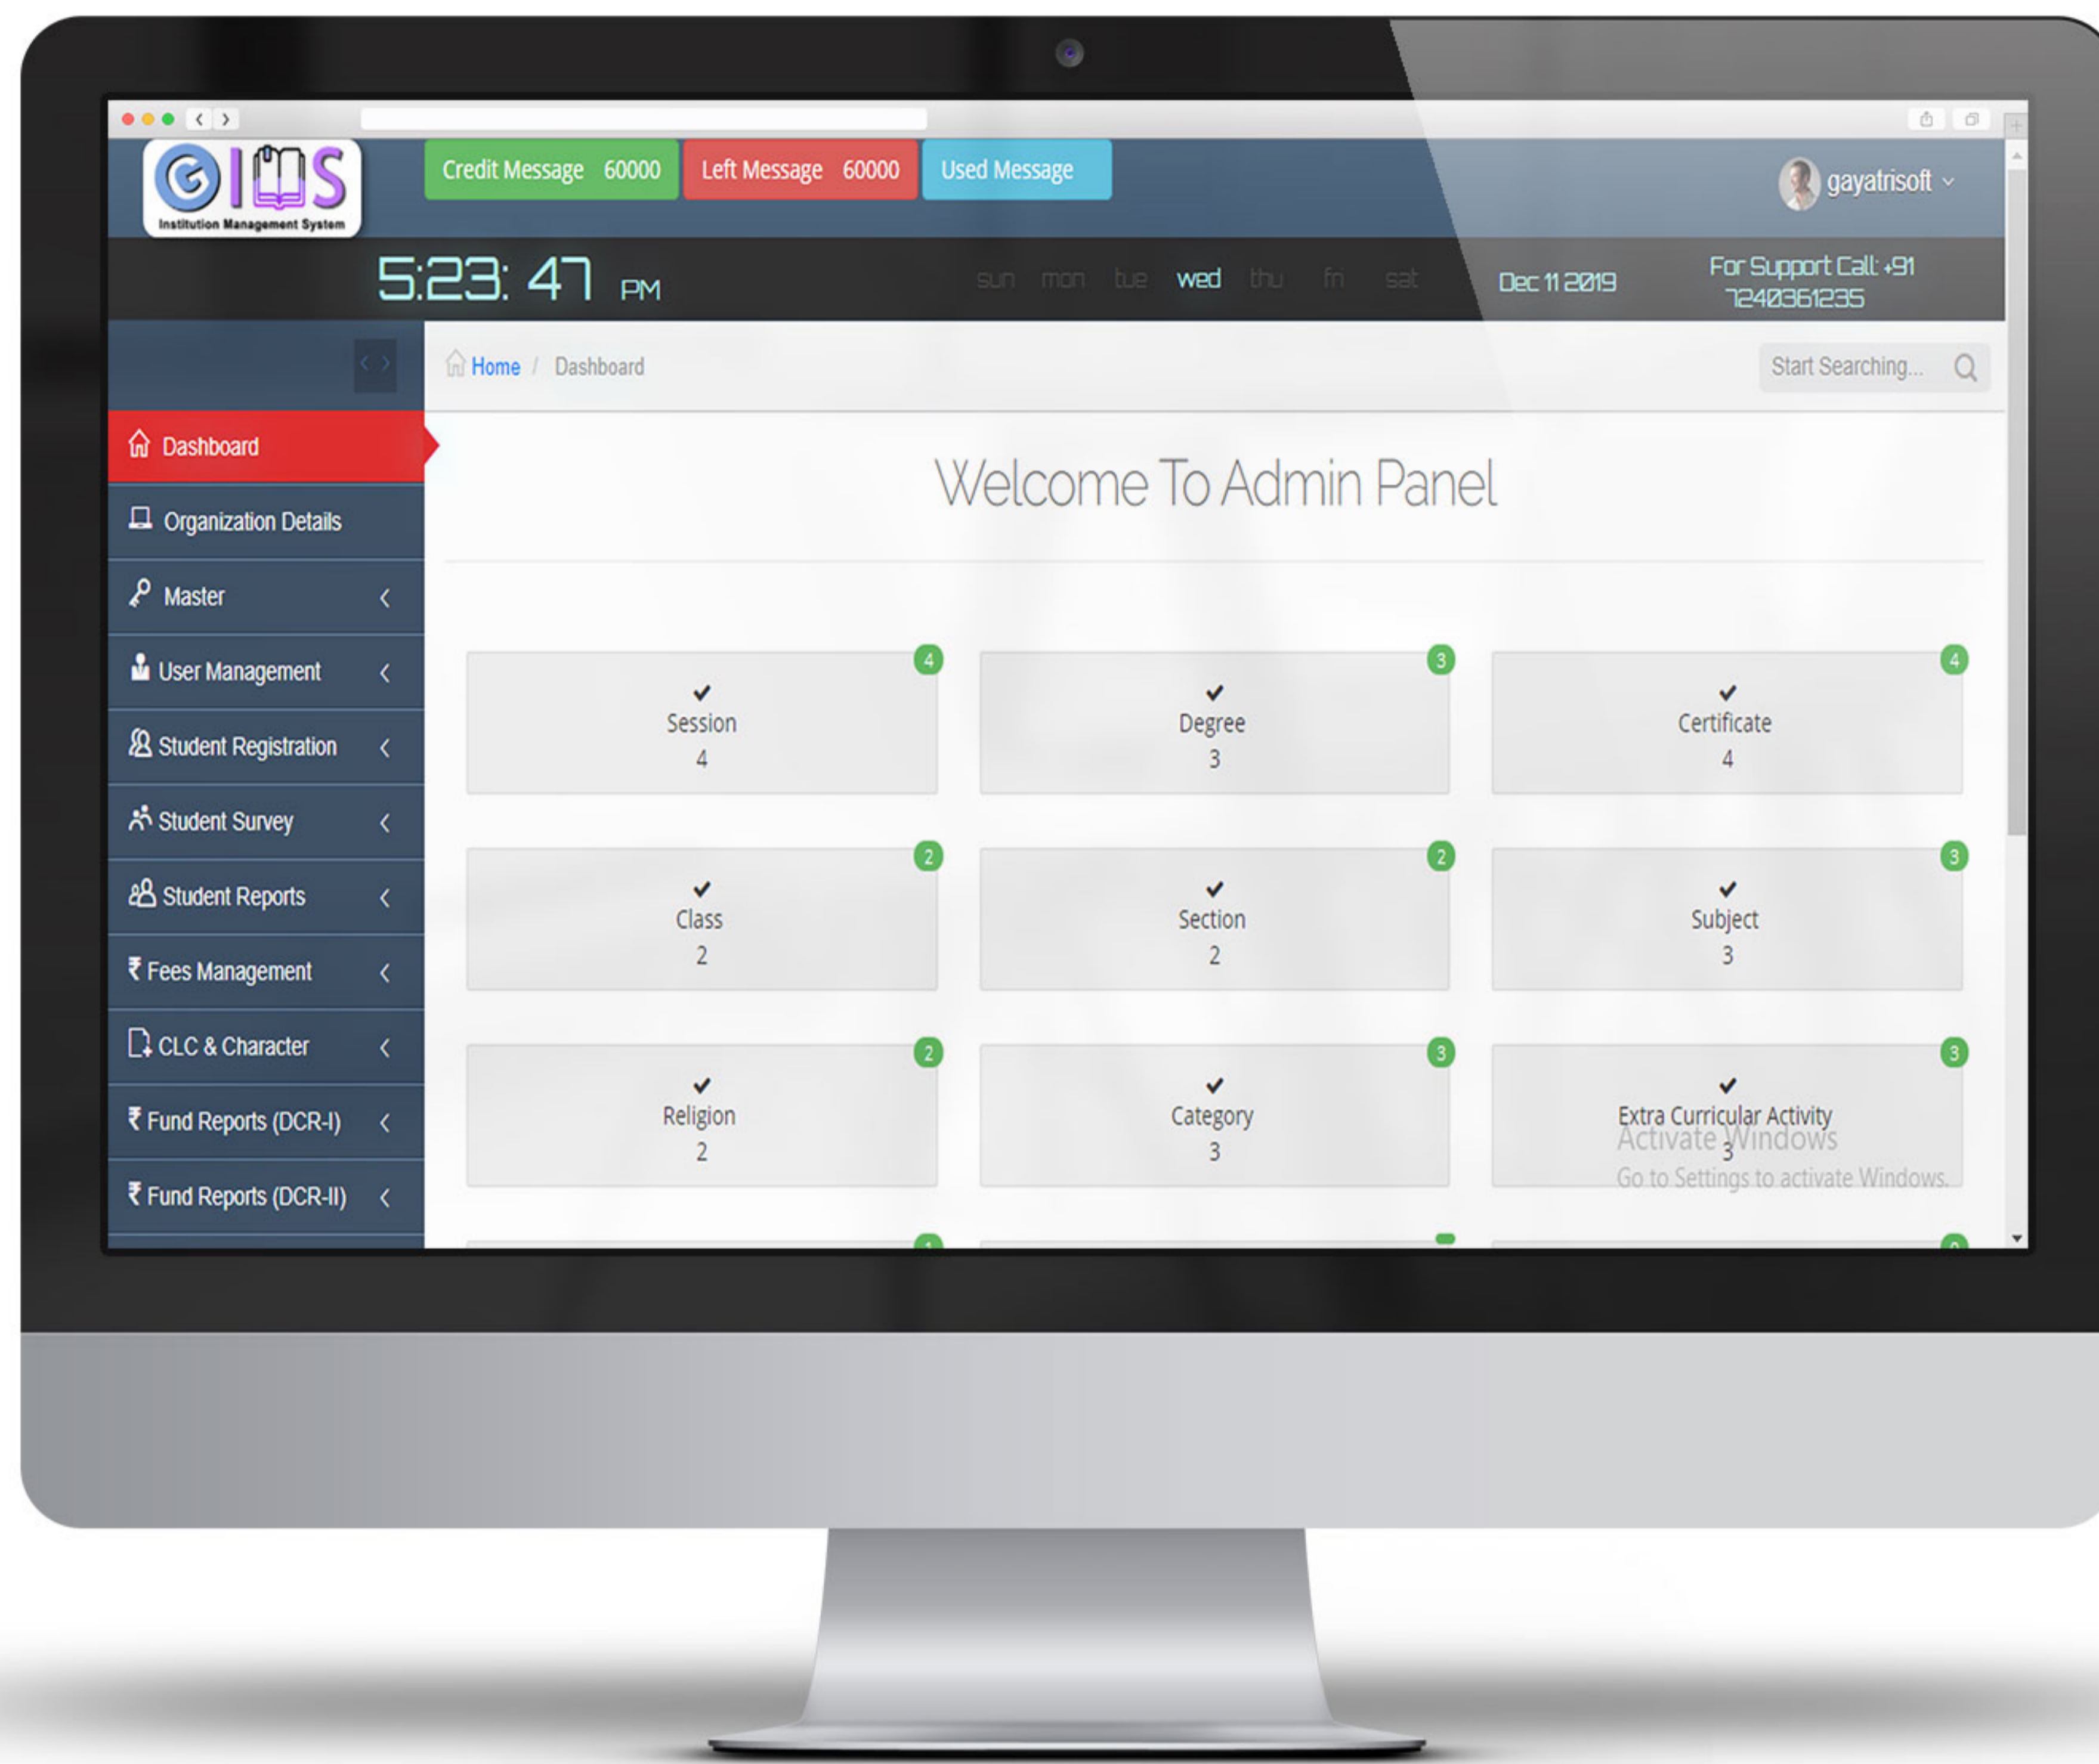 GIMS
Institution Management System
Credit Message 60000
Left Message 60000
Used Message
gayatrisoft
5:23: 47 PM
sun mon tue wed thu fri sat
Dec 11 2019
For Support Call: +91
7240361235
Home / Dashboard
Start Searching...
Dashboard
Organization Details
Master
User Management
Student Registration
Student Survey
Student Reports
₹ Fees Management
CLC & Character
₹ Fund Reports (DCR-I)
₹ Fund Reports (DCR-II)
Welcome To Admin Panel
4
Session
4
3
Degree
3
4
Certificate
4
2
Class
2
2
Section
2
3
Subject
3
2
Religion
2
3
Category
3
3
Extra Curricular Activity
3
Activate Windows
Go to Settings to activate Windows.